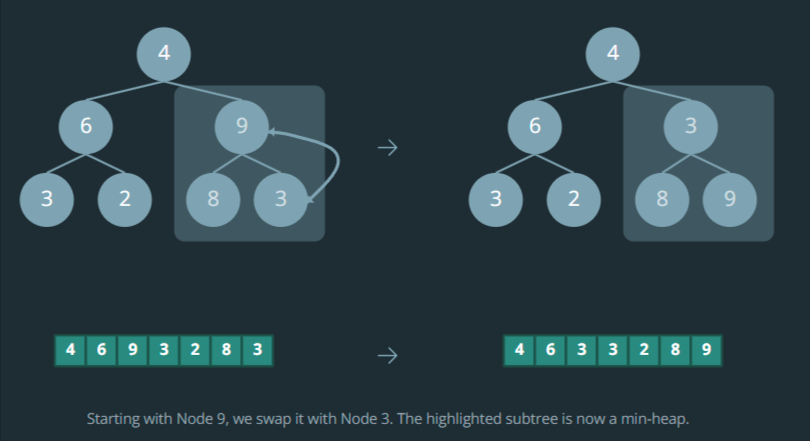 4 4
6 9 6 3
3 2 8 3 3 2 8 9
4 6 9 3 2 8 3 4 6 3 3 2 8 9
Starting with Node 9, we swap it with Node 3. The highlighted subtree is now a min-heap.